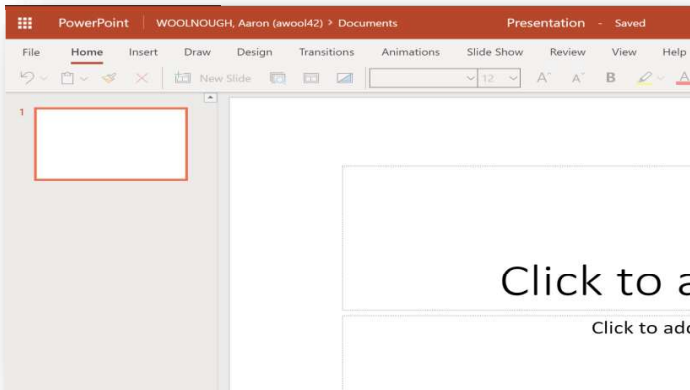 PowerPoint WOOLNOUGH, Aaron (awool42) > Documents Presentation - Saved
File Home Insert Draw Design Transitions Animations Slide Show Review View Help
New Slide 12 A^ A˅ B A
1
Click to a
Click to add